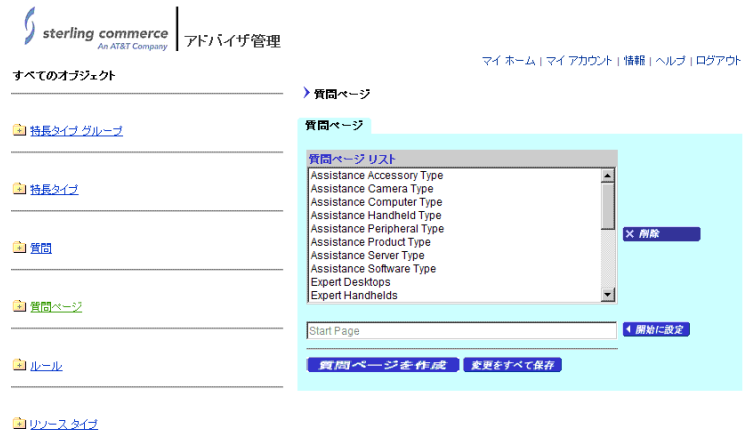 sterling commerce
An AT&T Company
アドバイザ管理
マイ ホーム | マイ アカウント | 情報 | ヘルプ | ログアウト
すべてのオブジェクト
特長タイプ グループ
特長タイプ
質問
質問ページ
ルール
リソース タイプ
質問ページ
質問ページ
質問ページ リスト
Assistance Accessory Type
Assistance Camera Type
Assistance Computer Type
Assistance Handheld Type
Assistance Peripheral Type
Assistance Product Type
Assistance Server Type
Assistance Software Type
Expert Desktops
Expert Handhelds
削除
Start Page
開始に設定
質問ページを作成
変更をすべて保存